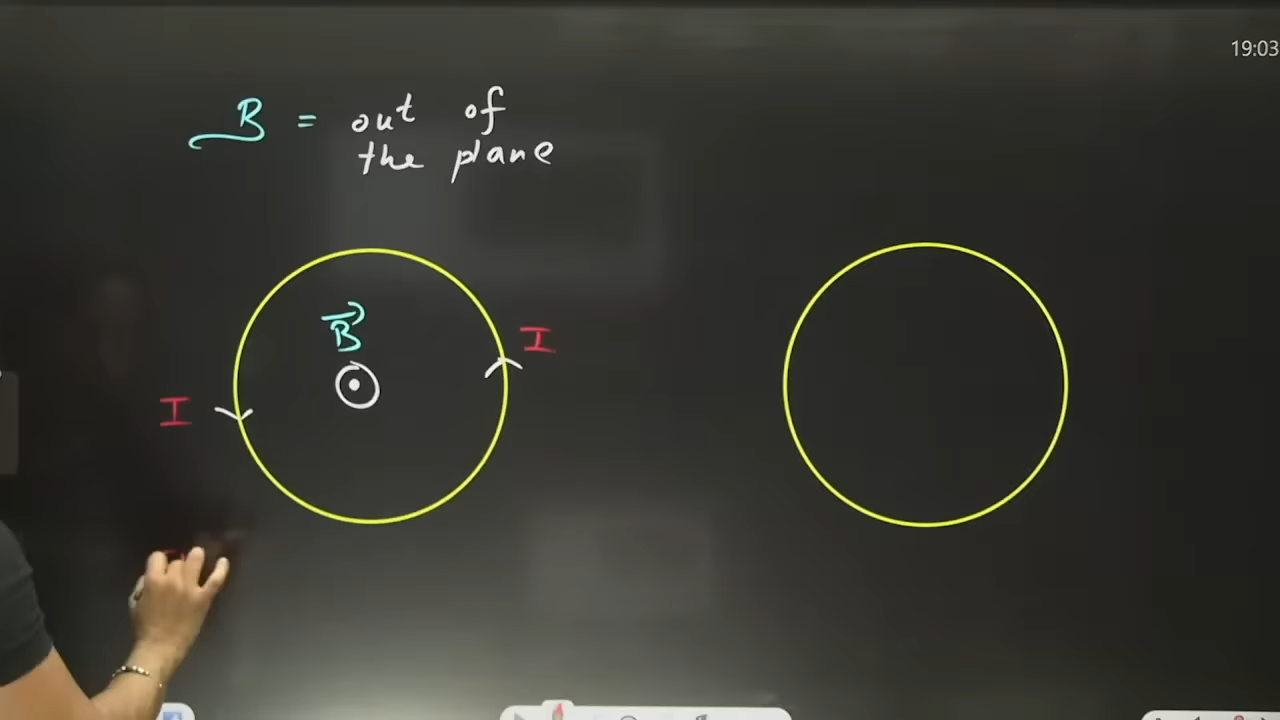 19:03
B = out of
the plane
B
I
I